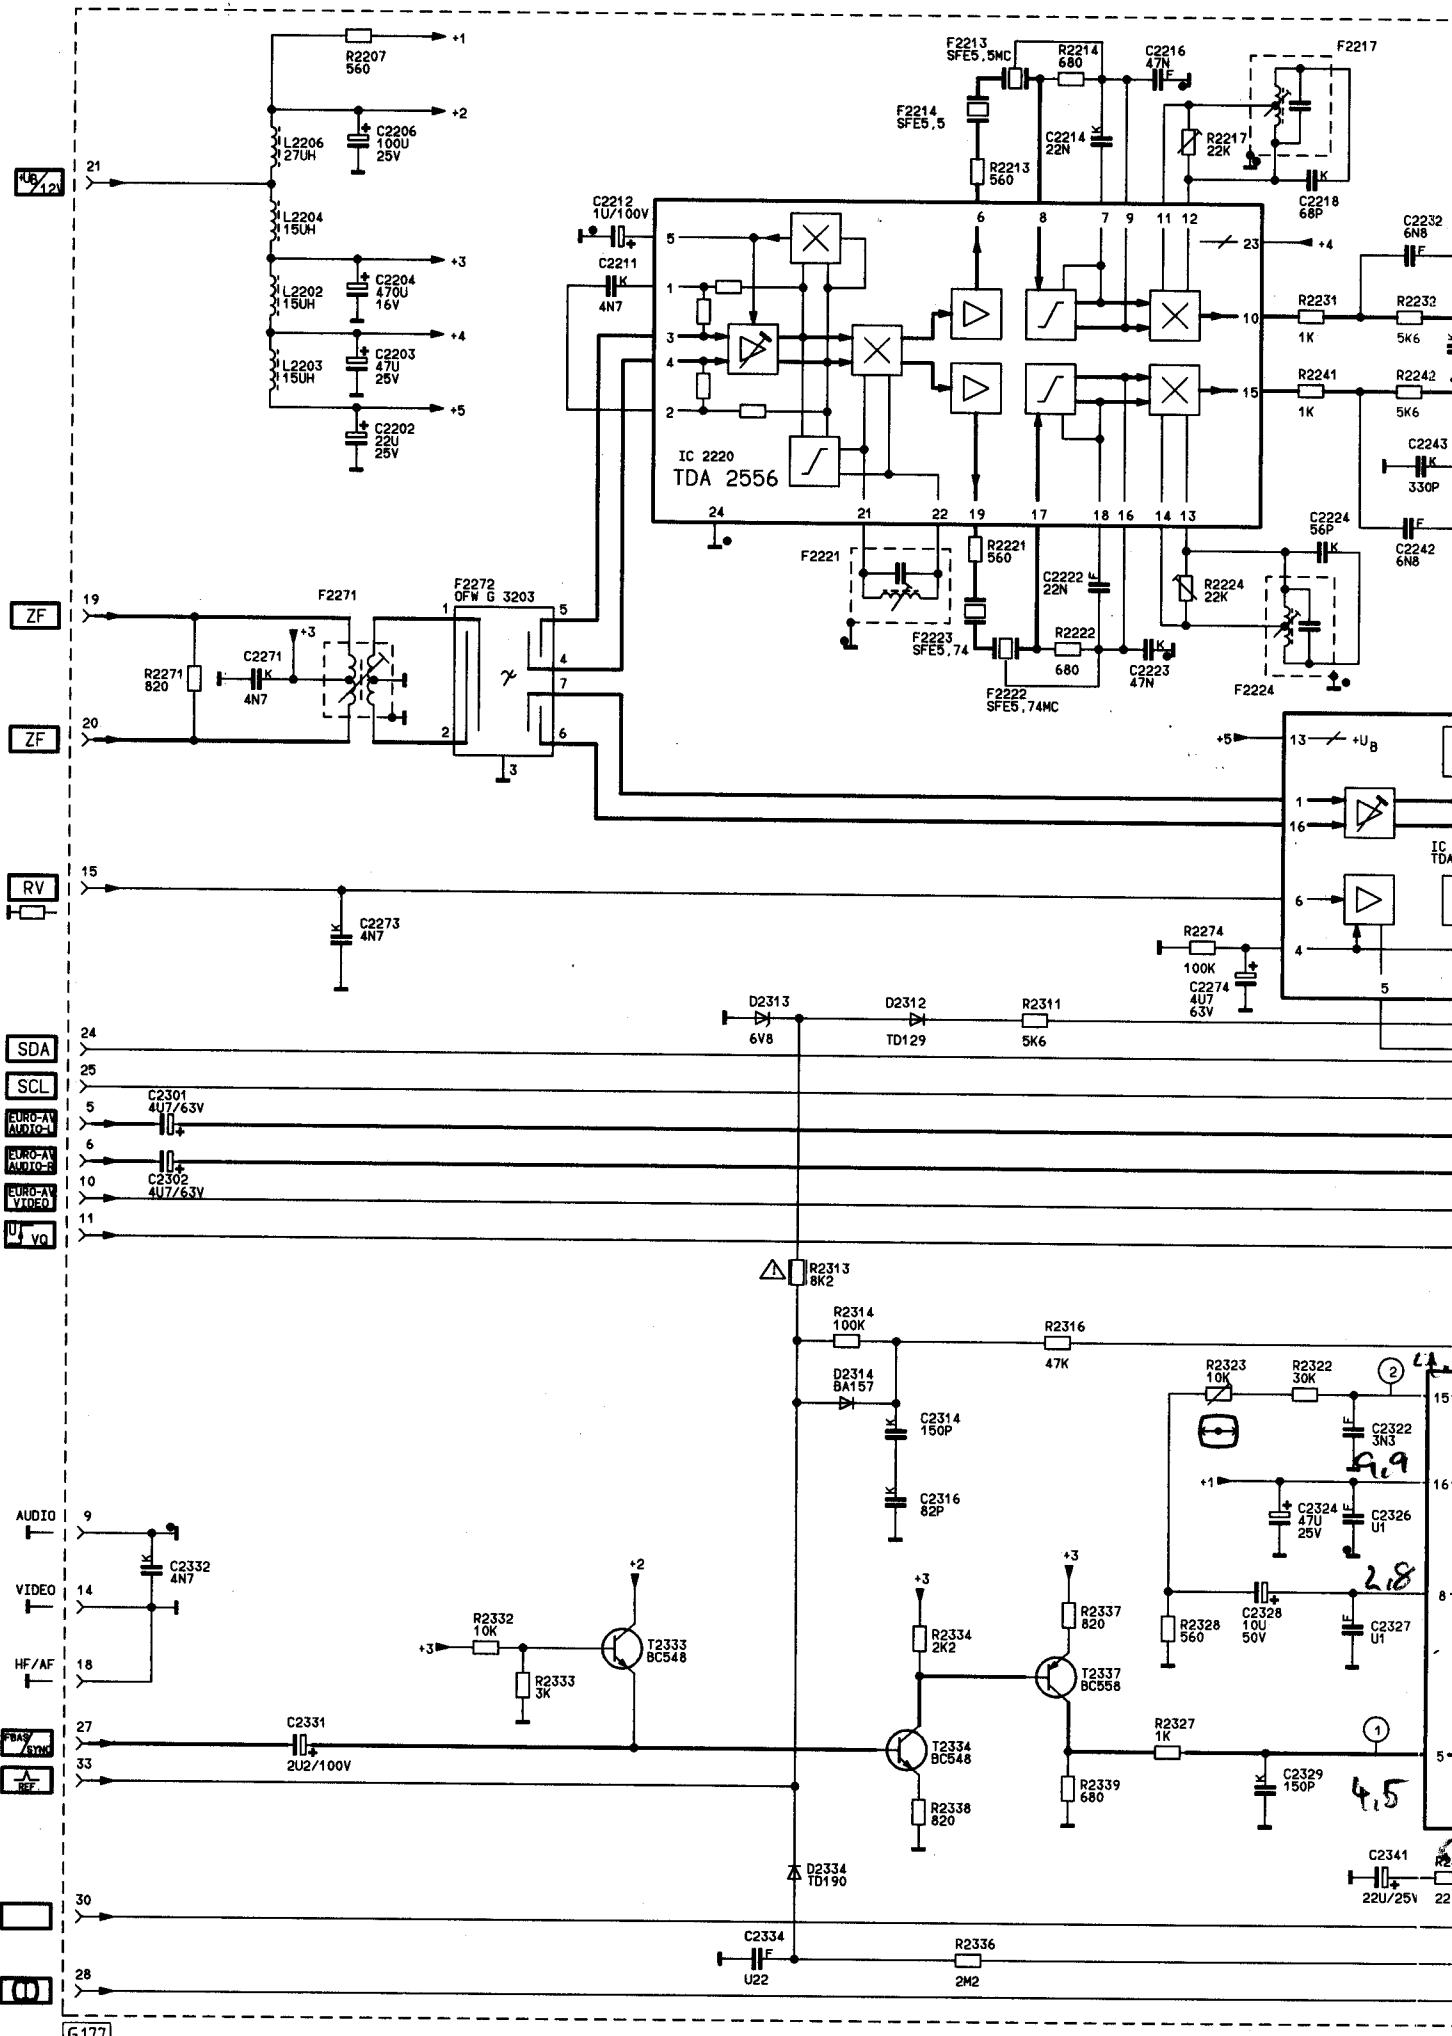 +1
R2207
560
+2
C2206
100U
25V
L2206
27UH
+UB/12V
21
L2204
15UH
+3
C2204
470U
16V
L2202
15UH
+4
C2203
47U
25V
L2203
15UH
+5
C2202
22U
25V
F2213
SFE5,5MC
R2214
680
C2216
47N
F
F2217
F2214
SFE5,5
C2214
22N
K
R2217
22K
R2213
560
C2218
68P
K
C2212
1U/100V
C2211
4N7
K
5
1
3
4
2
6
8
7
9
11
12
23
+4
10
15
IC 2220
TDA 2556
24
21
22
19
17
18
16
14
13
C2232
6N8
F
R2231
1K
R2232
5K6
R2241
1K
R2242
5K6
C2243
330P
K
C2242
6N8
F
F2221
R2221
560
C2222
22N
F
R2224
22K
C2224
56P
K
F2223
SFE5,74
F2222
SFE5,74MC
R2222
680
C2223
47N
K
F2224
ZF
19
R2271
820
C2271
4N7
K
+3
F2271
F2272
OFW G 3203
1
2
3
5
4
7
6
ZF
20
+5
13
+UB
1
16
IC
TDA
6
4
5
RV
15
C2273
4N7
K
R2274
100K
C2274
4U7
63V
D2313
6V8
D2312
TD129
R2311
5K6
SDA
24
SCL
25
EURO-AV
AUDIO-L
5
C2301
4U7/63V
EURO-AV
AUDIO-R
6
C2302
4U7/63V
EURO-AV
VIDEO
10
U
VQ
11
R2313
8K2
R2314
100K
R2316
47K
D2314
BA157
C2314
150P
K
C2316
82P
K
R2323
10K
R2322
30K
2
15
C2322
3N3
F
9,9
+1
16
C2324
47U
25V
C2326
U1
F
2,8
8
R2328
560
C2328
10U
50V
C2327
U1
F
AUDIO
9
C2332
4N7
K
VIDEO
14
HF/AF
18
+2
+3
R2332
10K
T2333
BC548
R2333
3K
+3
R2334
2K2
+3
R2337
820
T2337
BC558
FBAS/SYNC
27
C2331
2U2/100V
T2334
BC548
R2327
1K
1
5
REF
33
R2338
820
R2339
680
C2329
150P
K
4,5
D2334
TD190
C2341
22U/25V
22
30
C2334
U22
F
R2336
2M2
28
G177